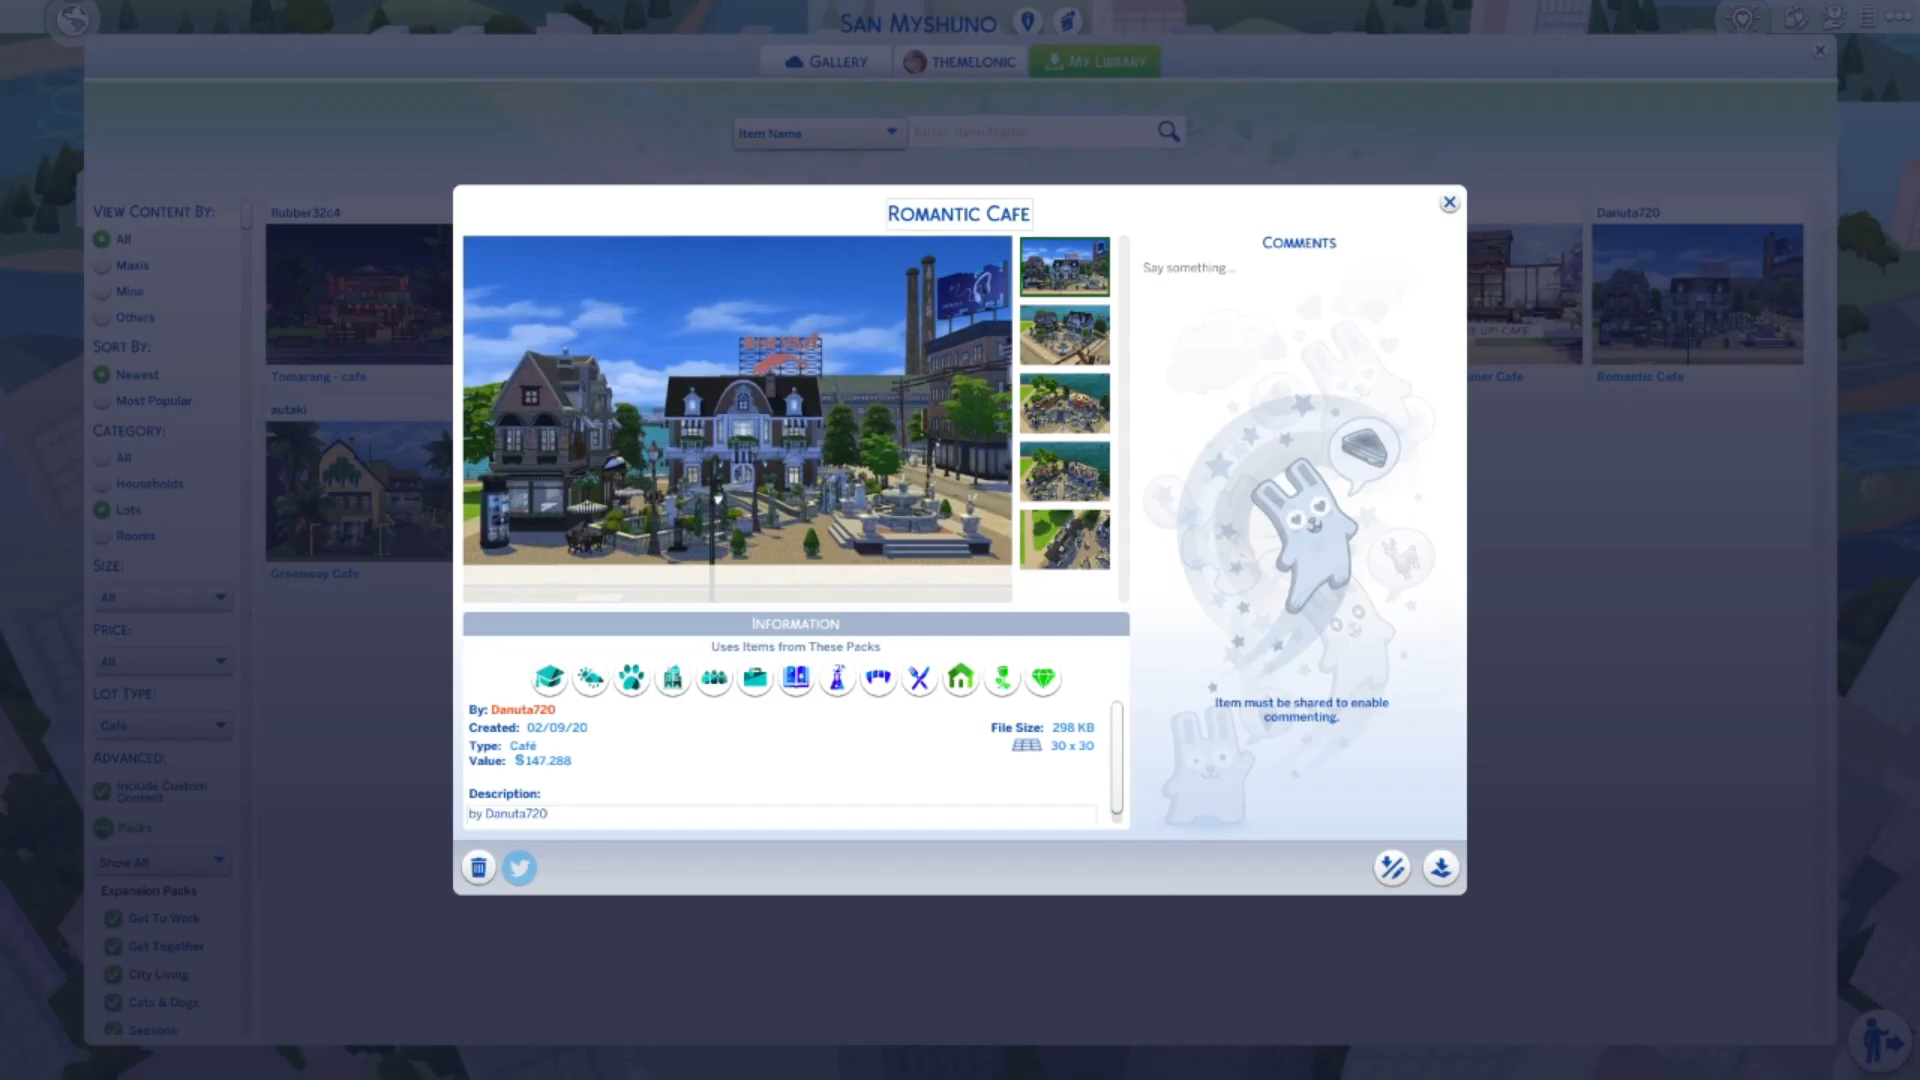 SAN MYSHUNO
GALLERY
THEMELONIC
MY LIBRARY
Item Name
Enter Item Name
VIEW CONTENT BY:
All
Maxis
Mine
Others
SORT BY:
Newest
Most Popular
CATEGORY:
All
Households
Lots
Rooms
SIZE:
All
PRICE:
All
LOT TYPE:
Café
ADVANCED:
Include Custom
Content
Packs
Show All
Expansion Packs
Get To Work
Get Together
City Living
Cats & Dogs
Seasons
flubber32c4
Tomarang - cafe
autaki
Greenway Cafe
ROMANTIC CAFE
INFORMATION
Uses Items from These Packs
By: Danuta720
Created: 02/09/20
Type: Café
Value: §147,288
File Size: 298 KB
30 x 30
Description:
by Danuta720
COMMENTS
Say something...
Item must be shared to enable
commenting.
CAFE
Cafe
Danuta720
Romantic Cafe